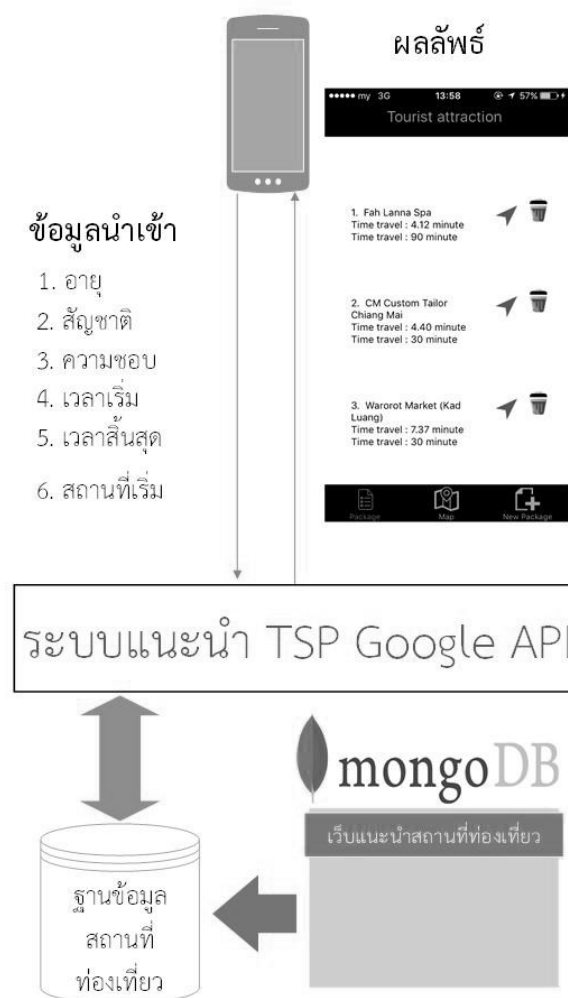 ผลลัพธ์
my 3G 13:58 57%
Tourist attraction
1. Fah Lanna Spa
Time travel : 4.12 minute
Time travel : 90 minute
2. CM Custom Tailor
Chiang Mai
Time travel : 4.40 minute
Time travel : 30 minute
3. Warorot Market (Kad
Luang)
Time travel : 7.37 minute
Time travel : 30 minute
Package Map New Package
ข้อมูลนำเข้า
1. อายุ
2. สัญชาติ
3. ความชอบ
4. เวลาเริ่ม
5. เวลาสิ้นสุด
6. สถานที่เริ่ม
ระบบแนะนำ TSP Google API
mongoDB
เว็บแนะนำสถานที่ท่องเที่ยว
ฐานข้อมูล
สถานที่
ท่องเที่ยว